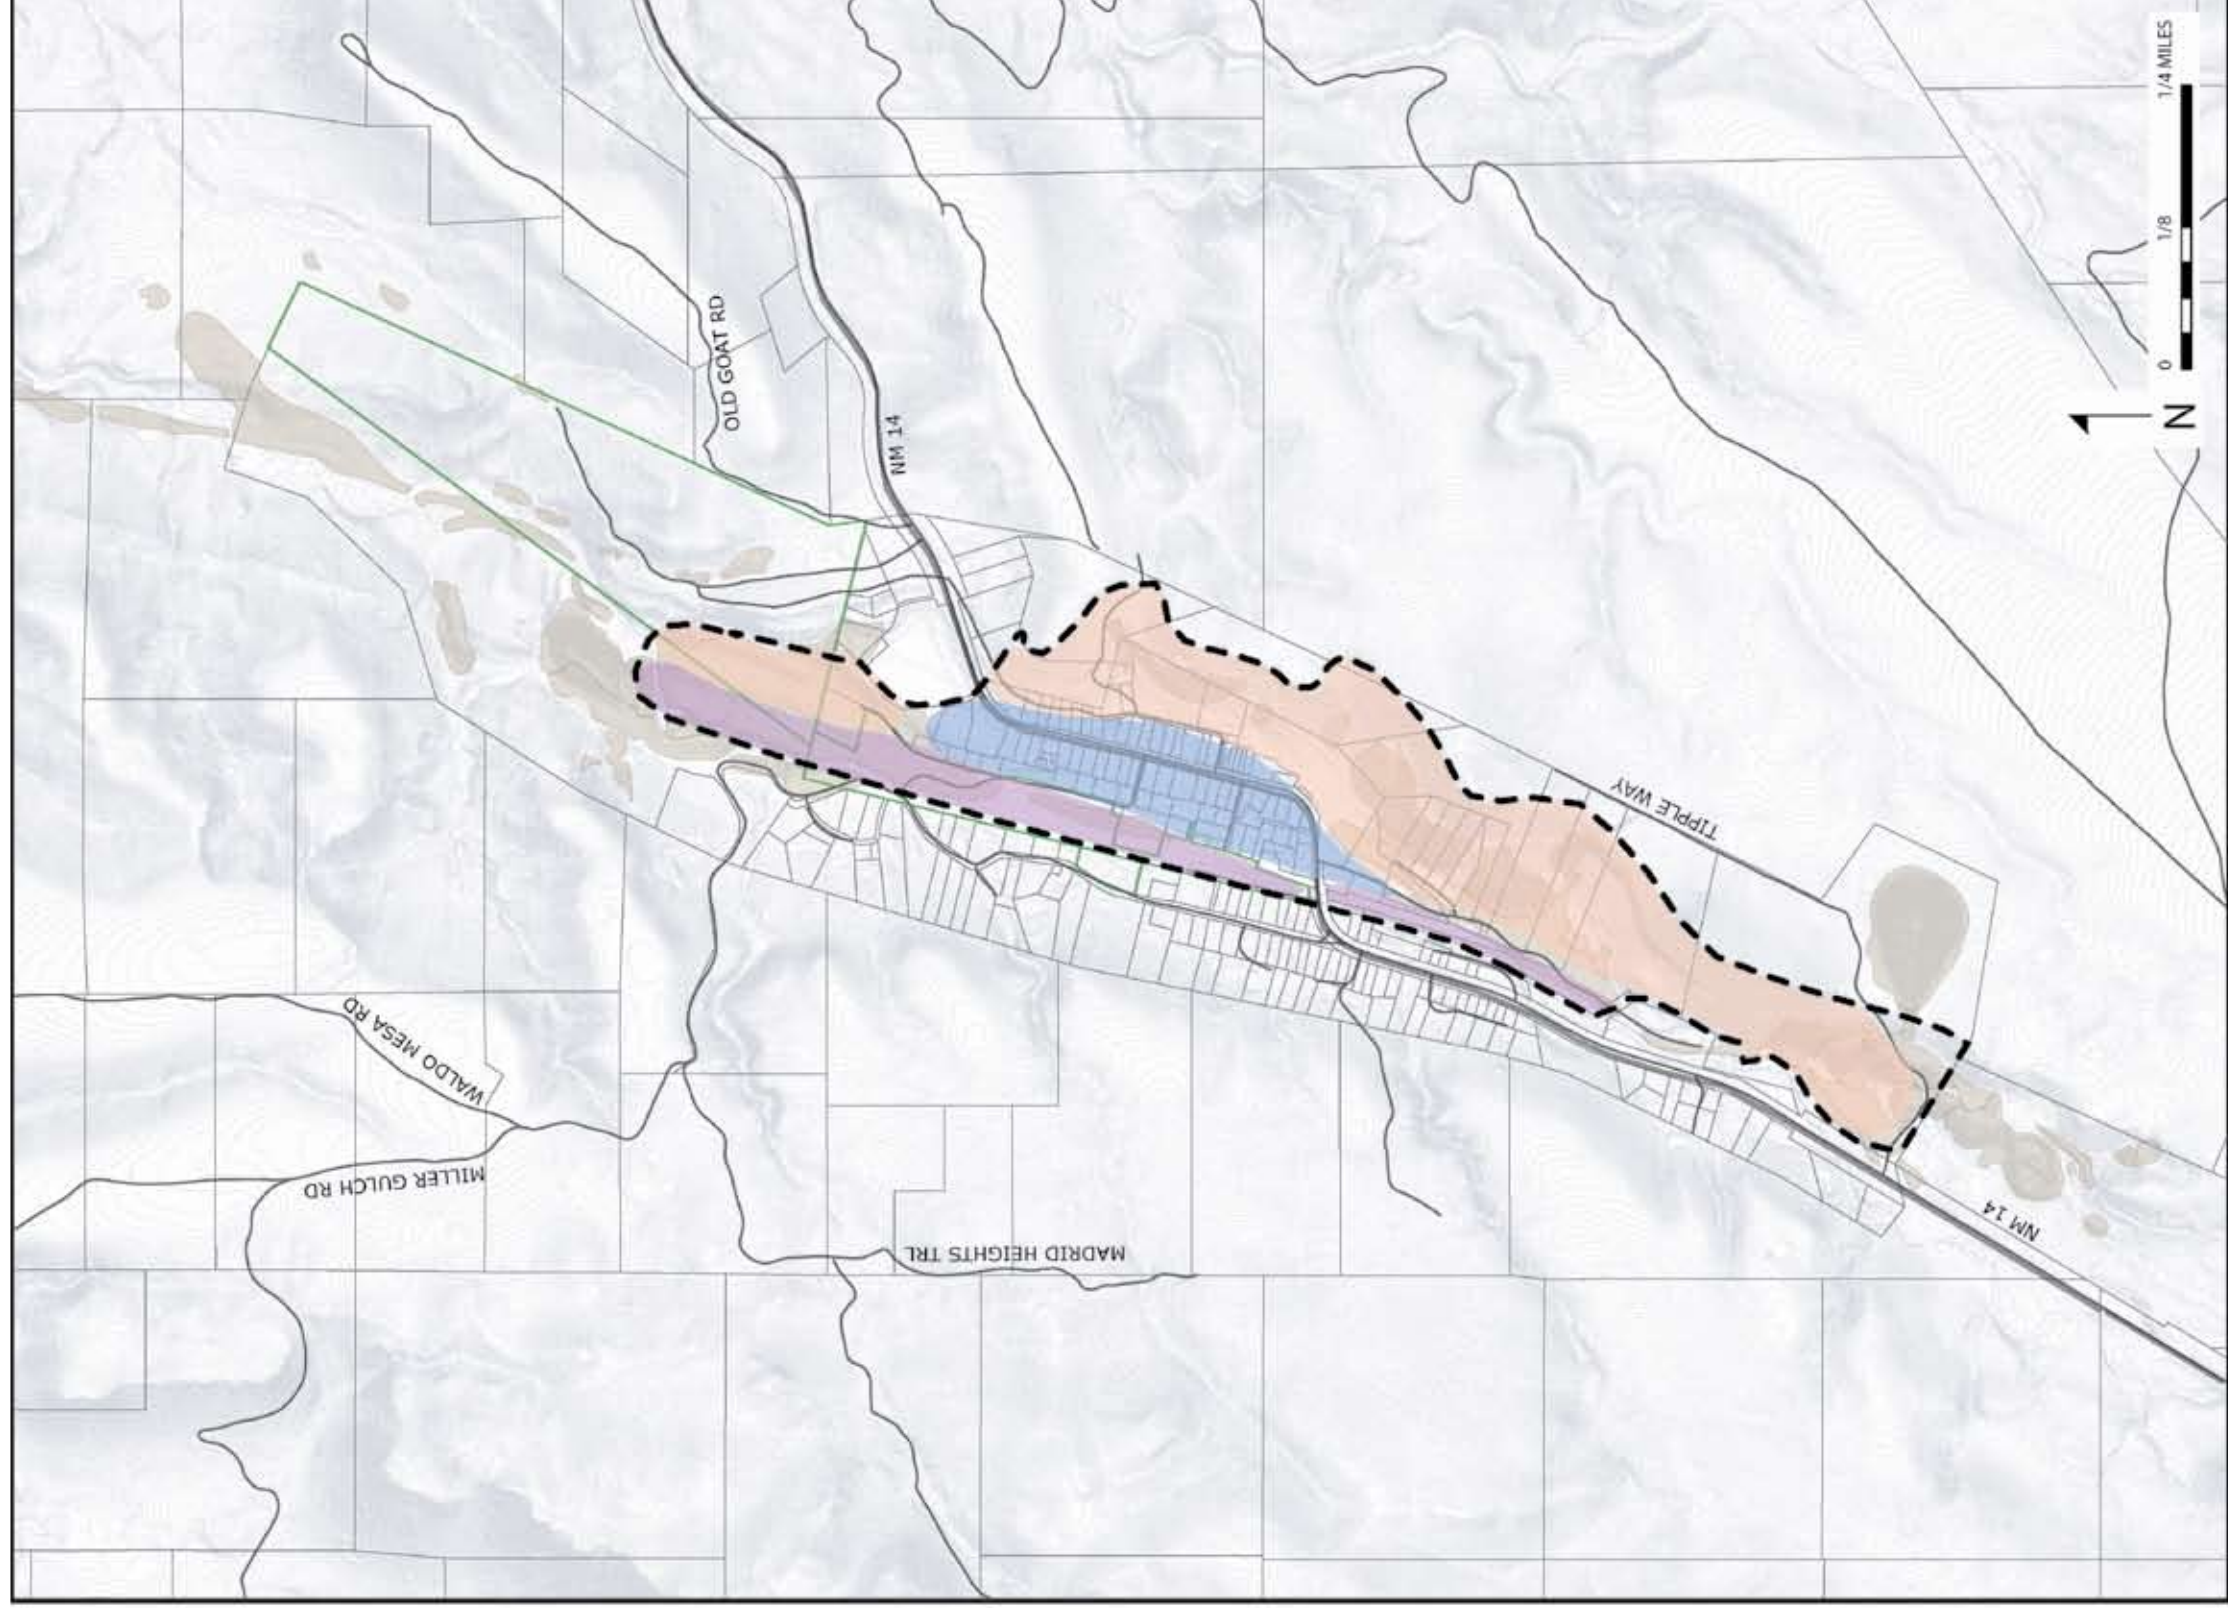 1/4 MILES
1/8
0
N
OLD GOAT RD
NM 14
TIPPLE WAY
WALDO MESA RD
MILLER GULCH RD
MADRID HEIGHTS TRL
NM 14